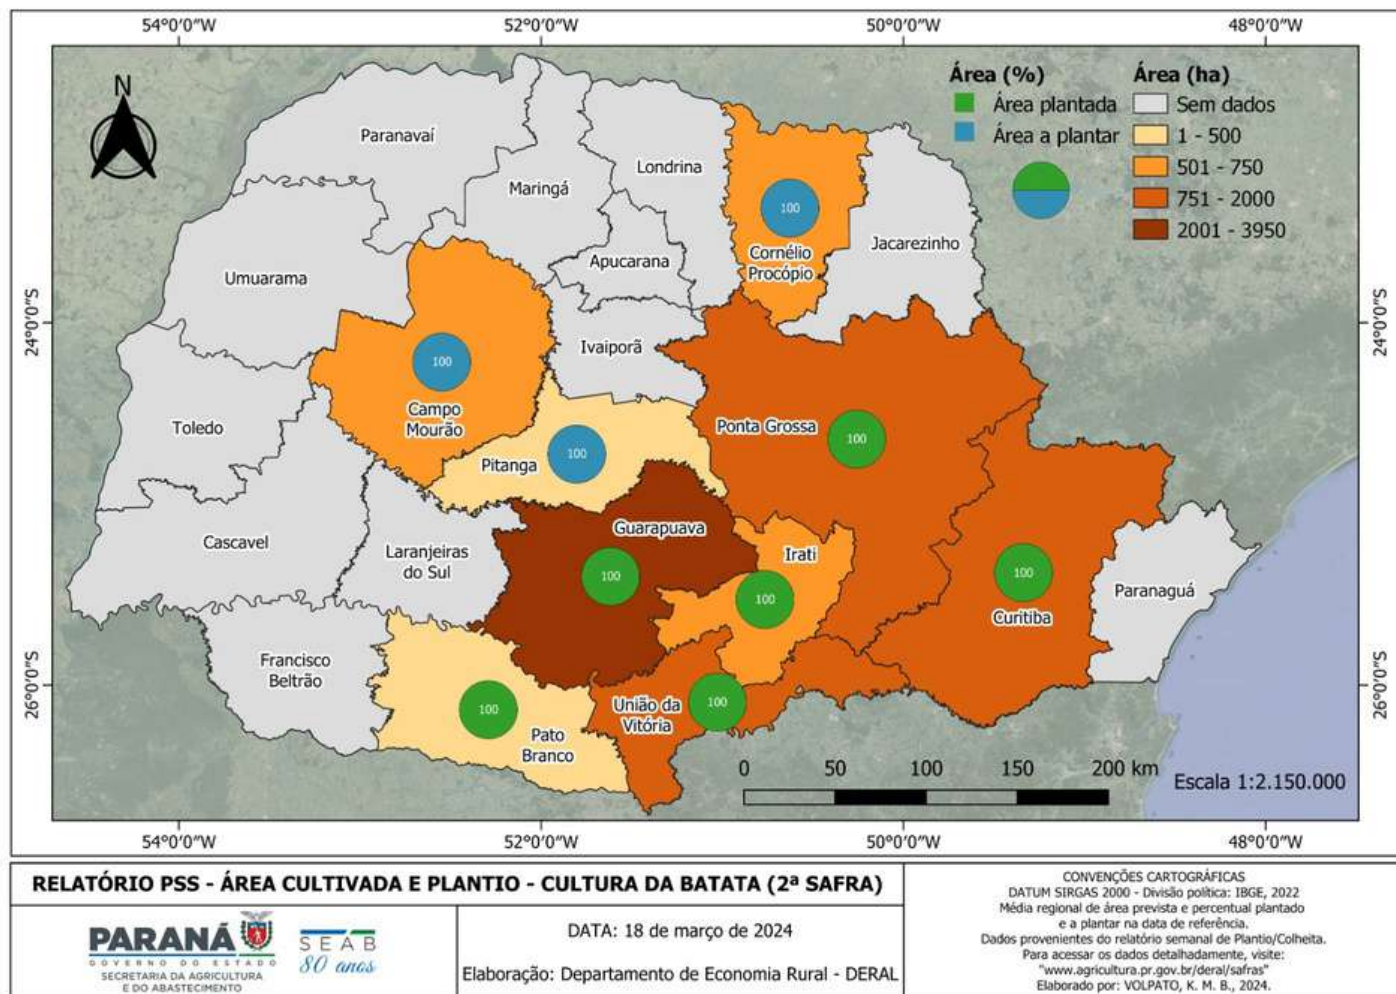 54°0'0"W 52°0'0"W 50°0'0"W 48°0'0"W
N
Área (%)
Área plantada
Área a plantar
Área (ha)
Sem dados
1 - 500
501 - 750
751 - 2000
2001 - 3950
Paranavaí
Londrina
Maringá
100
Cornélio
Procópio
Jacarezinho
Apucarana
Umuarama
24°0'0"S
24°0'0"S
Ivaiporã
100
Campo
Mourão
Toledo
Ponta Grossa
100
Pitanga
100
Guarapuava
100
Cascavel
Laranjeiras
do Sul
Irati
100
100
Curitiba
Paranaguá
Francisco
Beltrão
26°0'0"S
26°0'0"S
100
Pato
Branco
União da
Vitória
100
0 50 100 150 200 km
Escala 1:2.150.000
54°0'0"W 52°0'0"W 50°0'0"W 48°0'0"W
RELATÓRIO PSS - ÁREA CULTIVADA E PLANTIO - CULTURA DA BATATA (2ª SAFRA)
PARANÁ
GOVERNO DO ESTADO
SECRETARIA DA AGRICULTURA
E DO ABASTECIMENTO
SEAB
80 anos
DATA: 18 de março de 2024
Elaboração: Departamento de Economia Rural - DERAL
CONVENÇÕES CARTOGRÁFICAS
DATUM SIRGAS 2000 - Divisão política: IBGE, 2022
Média regional de área prevista e percentual plantado
e a plantar na data de referência.
Dados provenientes do relatório semanal de Plantio/Colheita.
Para acessar os dados detalhadamente, visite:
"www.agricultura.pr.gov.br/deral/safras"
Elaborado por: VOLPATO, K. M. B., 2024.